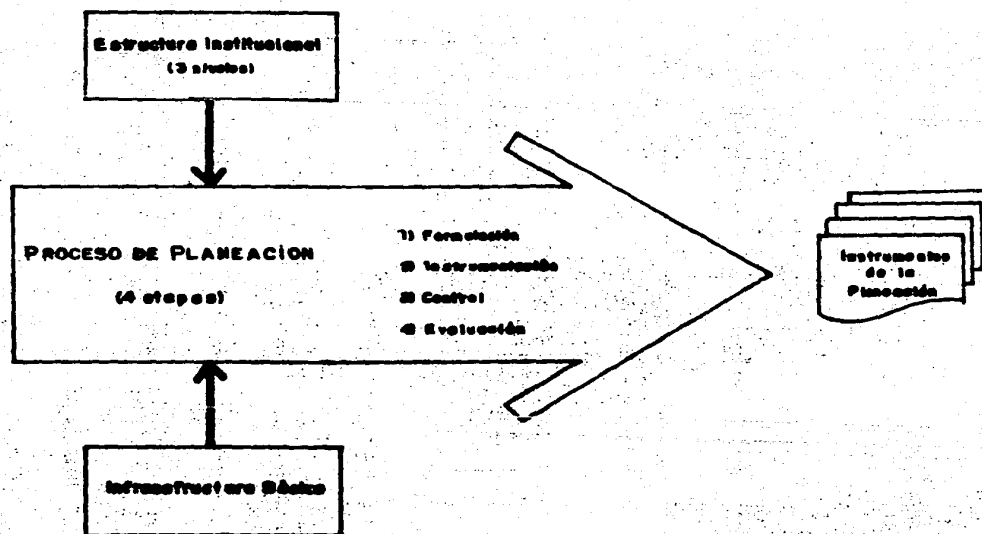 Estructura Institucional
(3 niveles)
PROCESO DE PLANEACION
(4 etapas)
1) Formulación
2) Instrumentación
3) Control
4) Evaluación
Instrumentos
de la
Planeación
Infraestructura Básica